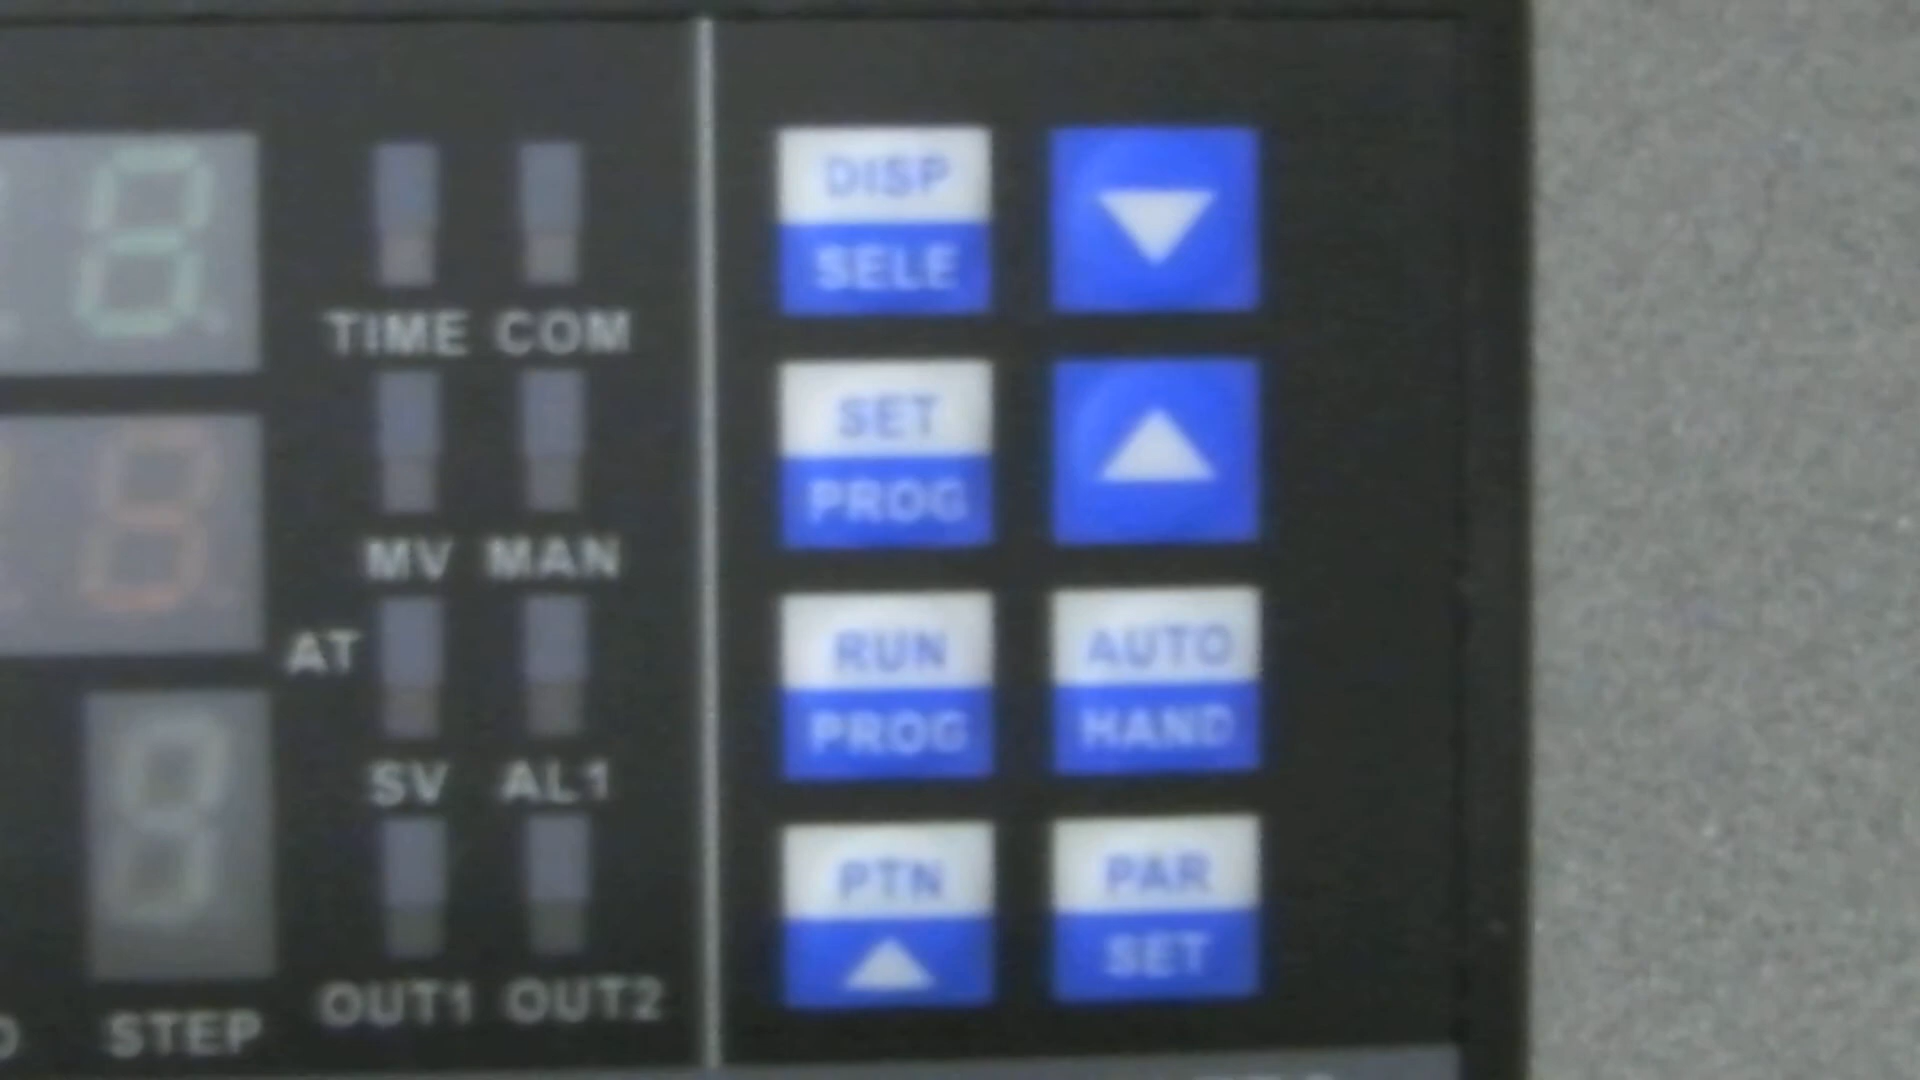 TIME COM
MV MAN
AT
SV AL1
OUT1 OUT2
STEP
DISP
SELE
SET
PROG
RUN
PROG
AUTO
HAND
PTN
PAR
SET